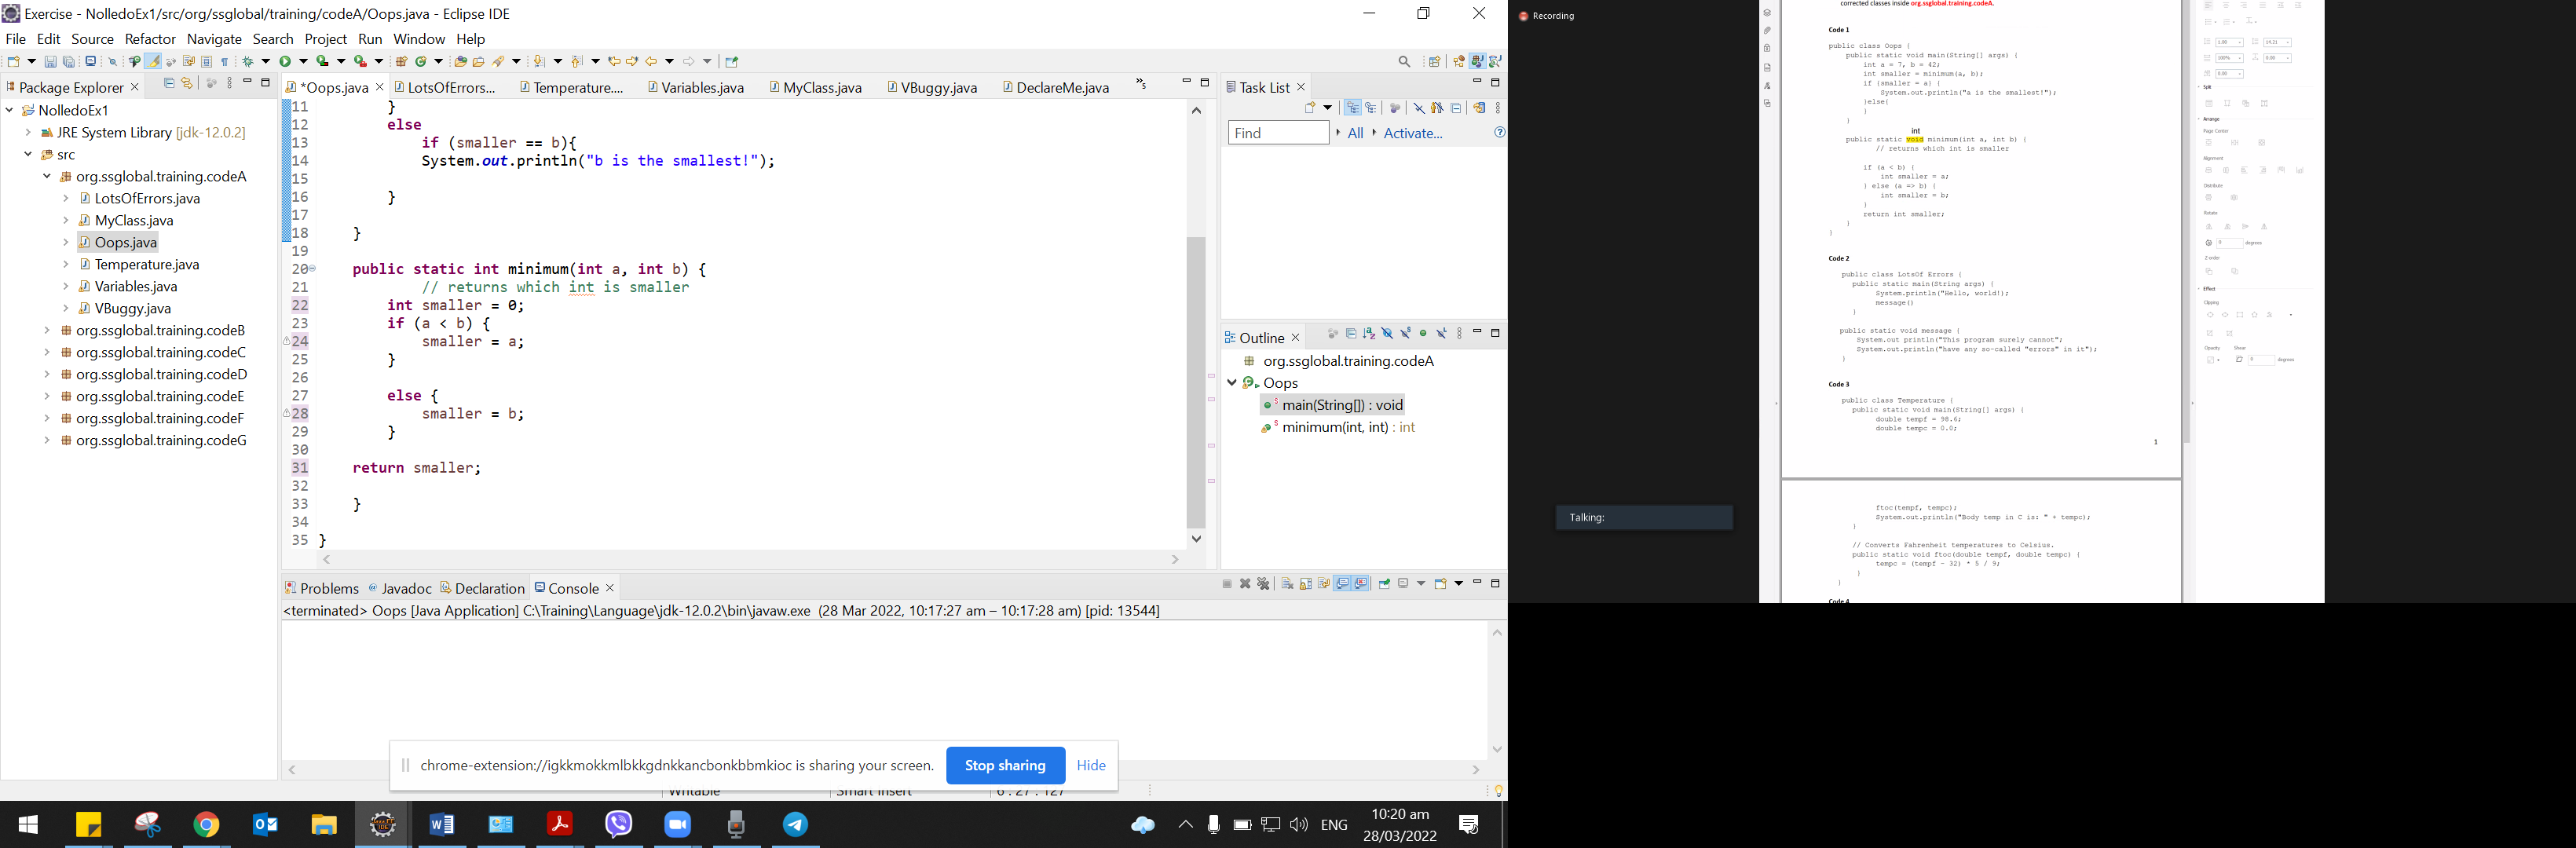 Exercise - NolledoEx1/src/org/ssglobal/training/codeA/Oops.java - Eclipse IDE
File Edit Source Refactor Navigate Search Project Run Window Help
Package Explorer
NolledoEx1
JRE System Library [jdk-12.0.2]
src
org.ssglobal.training.codeA
LotsOfErrors.java
MyClass.java
Oops.java
Temperature.java
Variables.java
VBuggy.java
org.ssglobal.training.codeB
org.ssglobal.training.codeC
org.ssglobal.training.codeD
org.ssglobal.training.codeE
org.ssglobal.training.codeF
org.ssglobal.training.codeG
*Oops.java LotsOfErrors... Temperature.... Variables.java MyClass.java VBuggy.java DeclareMe.java »5
11 }
12 else
13 if (smaller == b){
14 System.out.println("b is the smallest!");
15
16 }
17
18 }
19
20 public static int minimum(int a, int b) {
21 // returns which int is smaller
22 int smaller = 0;
23 if (a < b) {
24 smaller = a;
25 }
26
27 else {
28 smaller = b;
29 }
30
31 return smaller;
32
33 }
34
35 }
Task List
Find All Activate...
Outline
org.ssglobal.training.codeA
Oops
main(String[]) : void
minimum(int, int) : int
Problems Javadoc Declaration Console
<terminated> Oops [Java Application] C:\Training\Language\jdk-12.0.2\bin\javaw.exe (28 Mar 2022, 10:17:27 am – 10:17:28 am) [pid: 13544]
chrome-extension://igkkmokkmlbkkgdnkkancbonkbbmkioc is sharing your screen. Stop sharing Hide
Writable Smart Insert 6 : 27 : 127
ENG
10:20 am
28/03/2022
Recording
Talking:
corrected classes inside org.ssglobal.training.codeA.
Code 1
public class Oops {
public static void main(String[] args) {
int a = 7, b = 42;
int smaller = minimum(a, b);
if (smaller = a) {
System.out.println("a is the smallest!");
}else{
}
}
int
public static void minimum(int a, int b) {
// returns which int is smaller
if (a < b) {
int smaller = a;
} else (a => b) {
int smaller = b;
}
return int smaller;
}
}
Code 2
public class LotsOf Errors {
public static main(String args) {
System.println("Hello, world!);
message()
}
public static void message {
System.out println("This program surely cannot";
System.out.println("have any so-called "errors" in it");
}
Code 3
public class Temperature {
public static void main(String[] args) {
double tempf = 98.6;
double tempc = 0.0;
1
ftoc(tempf, tempc);
System.out.println("Body temp in C is: " + tempc);
}
// Converts Fahrenheit temperatures to Celsius.
public static void ftoc(double tempf, double tempc) {
tempc = (tempf - 32) * 5 / 9;
}
}
Code 4
Split
Arrange
Page Center
Alignment
Distribute
Rotate
0 degrees
Z-order
Effect
Clipping
Opacity Shear
0 degrees